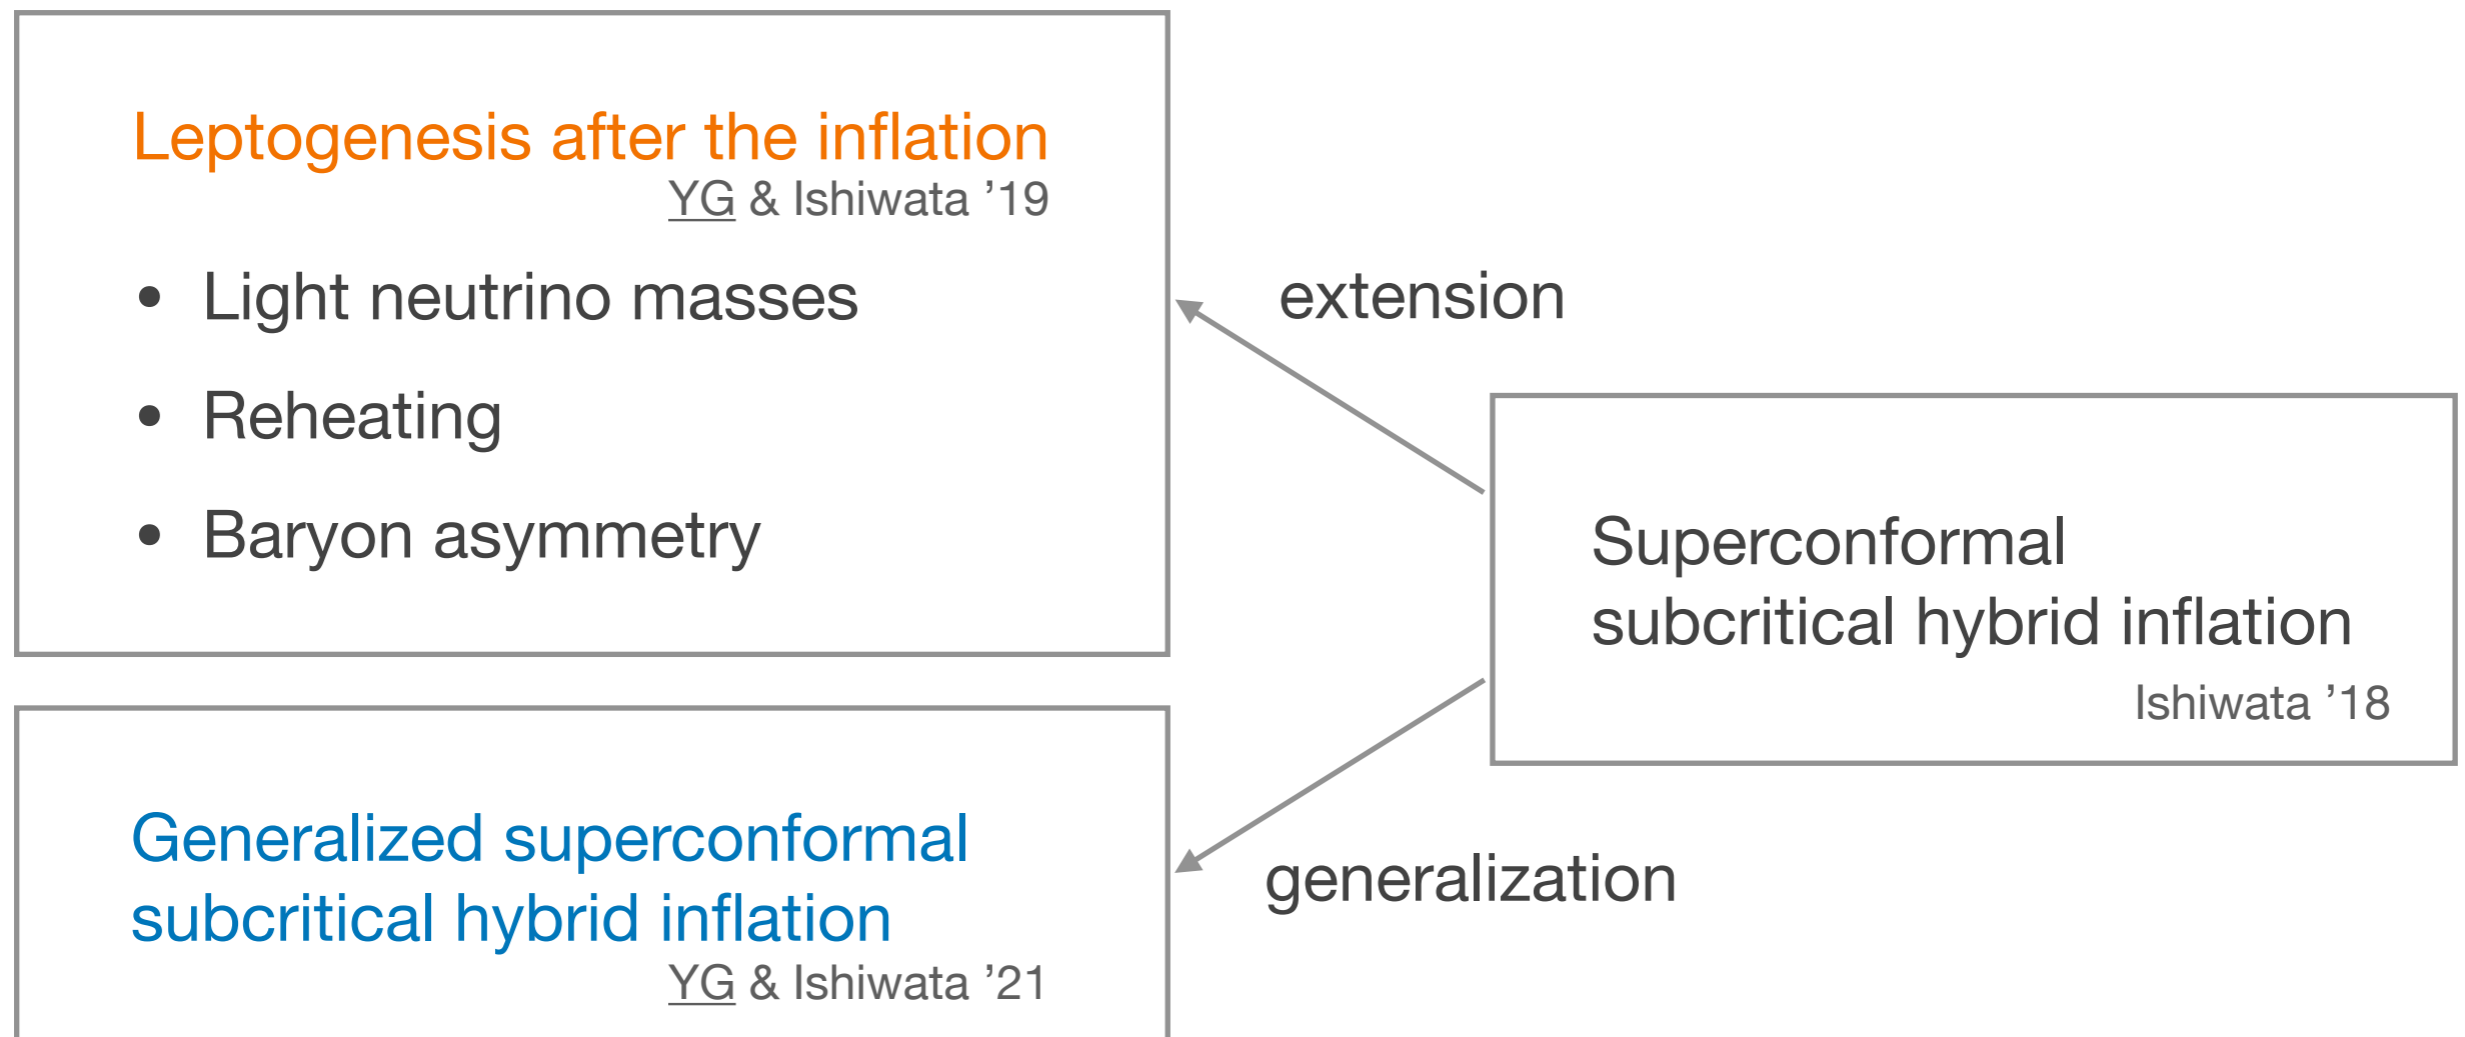 Leptogenesis after the inflation
YG & Ishiwata ’19
• Light neutrino masses
• Reheating
• Baryon asymmetry
extension
Superconformal
subcritical hybrid inflation
Ishiwata ’18
Generalized superconformal
subcritical hybrid inflation
YG & Ishiwata ’21
generalization